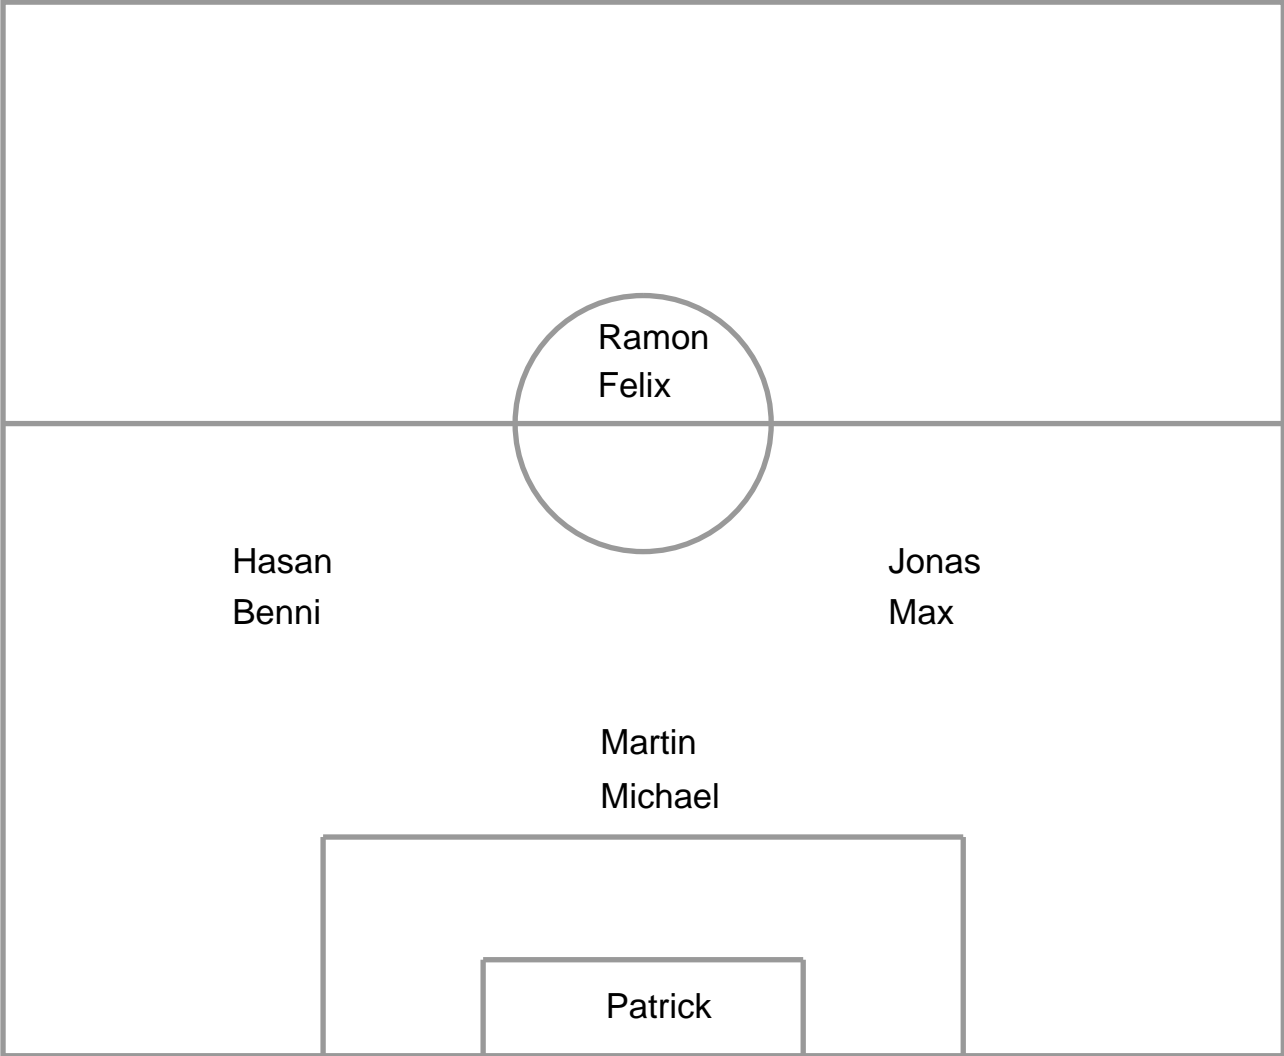 Ramon
Felix
Hasan
Benni
Jonas
Max
Martin
Michael
Patrick